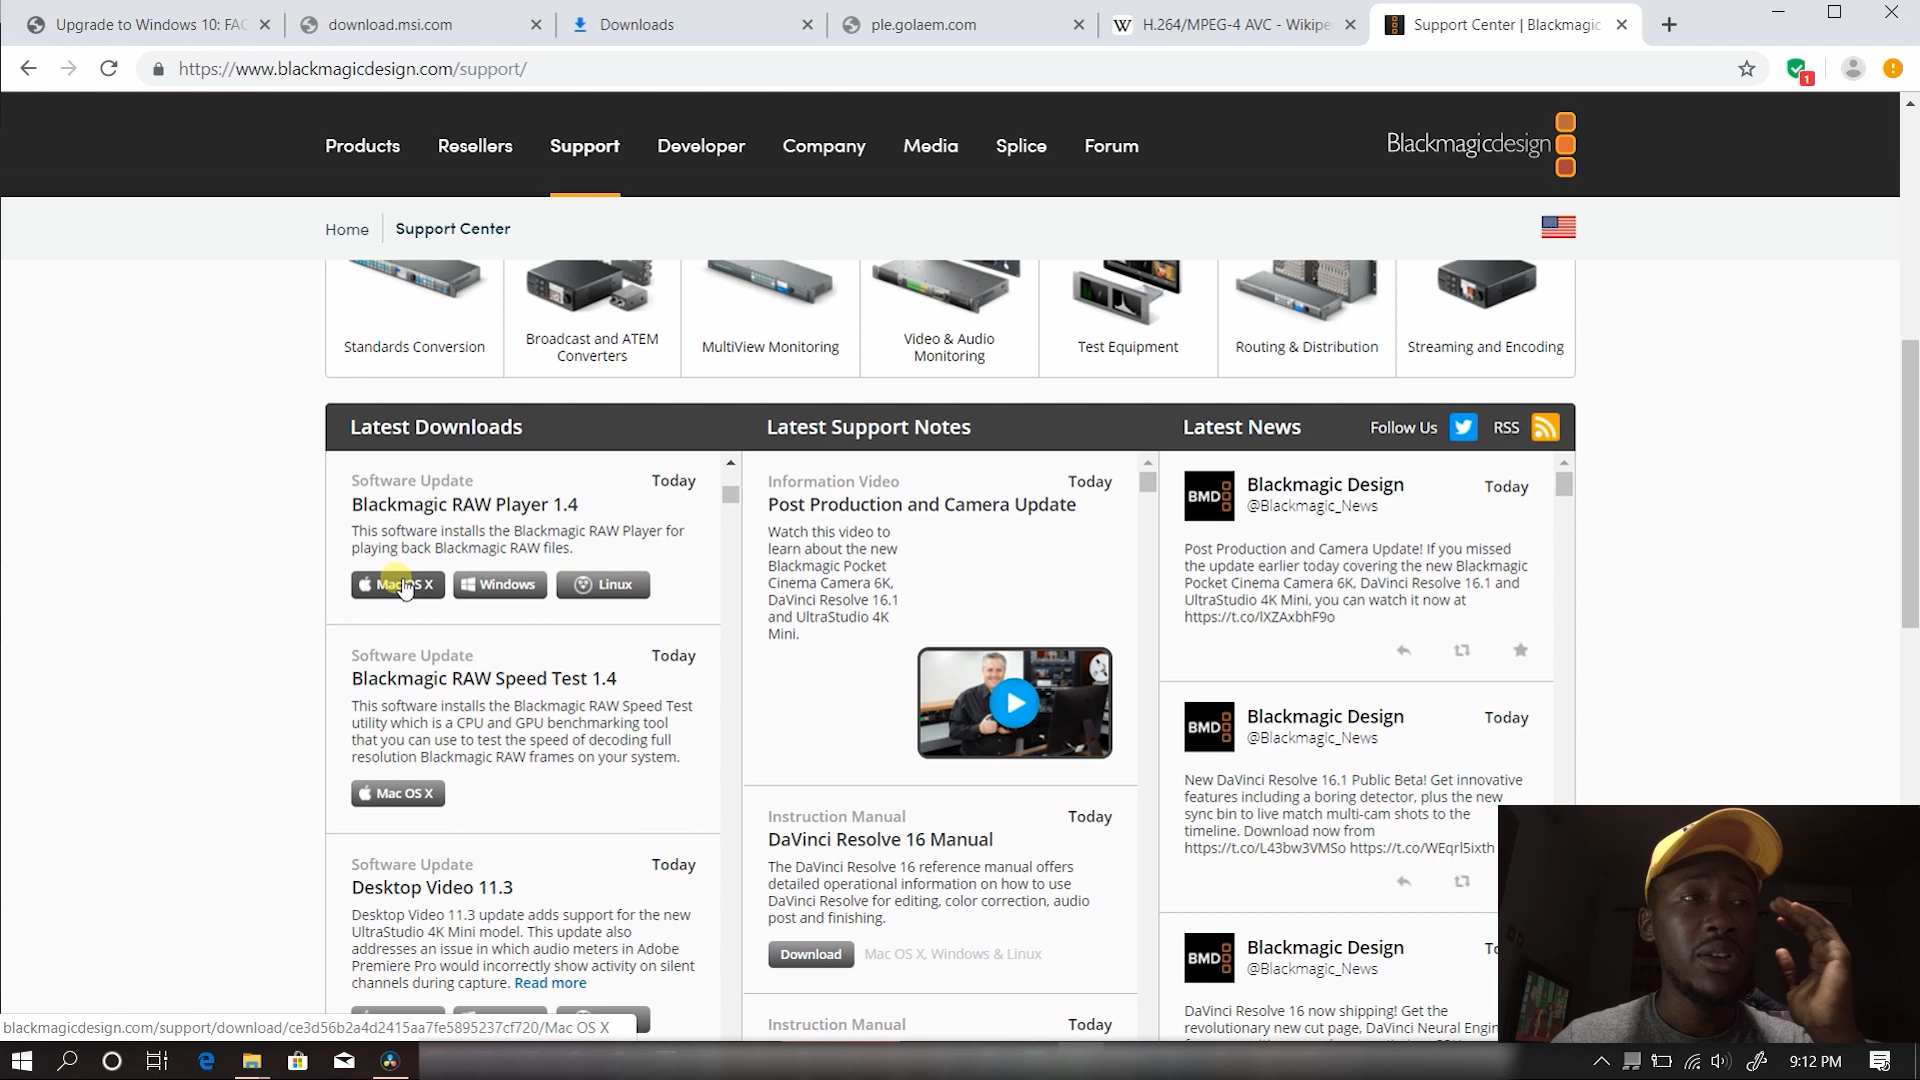 Upgrade to Windows 10: FAC
download.msi.com
Downloads
ple.golaem.com
W H.264/MPEG-4 AVC - Wikipe
Support Center | Blackmagic
https://www.blackmagicdesign.com/support/
1
Products
Resellers
Support
Developer
Company
Media
Splice
Forum
Blackmagicdesign
Home
Support Center
Standards Conversion
Broadcast and ATEM
Converters
MultiView Monitoring
Video & Audio
Monitoring
Test Equipment
Routing & Distribution
Streaming and Encoding
Latest Downloads
Software Update
Today
Blackmagic RAW Player 1.4
This software installs the Blackmagic RAW Player for
playing back Blackmagic RAW files.
Mac OS X
Windows
Linux
Software Update
Today
Blackmagic RAW Speed Test 1.4
This software installs the Blackmagic RAW Speed Test
utility which is a CPU and GPU benchmarking tool
that you can use to test the speed of decoding full
resolution Blackmagic RAW frames on your system.
Mac OS X
Software Update
Today
Desktop Video 11.3
Desktop Video 11.3 update adds support for the new
UltraStudio 4K Mini model. This update also
addresses an issue in which audio meters in Adobe
Premiere Pro would incorrectly show activity on silent
channels during capture. Read more
Latest Support Notes
Information Video
Today
Post Production and Camera Update
Watch this video to
learn about the new
Blackmagic Pocket
Cinema Camera 6K,
DaVinci Resolve 16.1
and UltraStudio 4K
Mini.
Instruction Manual
Today
DaVinci Resolve 16 Manual
The DaVinci Resolve 16 reference manual offers
detailed operational information on how to use
DaVinci Resolve for editing, color correction, audio
post and finishing.
Download
Mac OS X, Windows & Linux
Instruction Manual
Today
Latest News
Follow Us
RSS
BMD
Blackmagic Design
Today
@Blackmagic_News
Post Production and Camera Update! If you missed
the update earlier today covering the new Blackmagic
Pocket Cinema Camera 6K, DaVinci Resolve 16.1 and
UltraStudio 4K Mini, you can watch it now at
https://t.co/lXZAxbhF9o
BMD
Blackmagic Design
Today
@Blackmagic_News
New DaVinci Resolve 16.1 Public Beta! Get innovative
features including a boring detector, plus the new
sync bin to live match multi-cam shots to the
timeline. Download now from
https://t.co/L43bw3VMSo https://t.co/WEqrl5ixth
BMD
Blackmagic Design
@Blackmagic_News
DaVinci Resolve 16 now shipping! Get the
revolutionary new cut page, DaVinci Neural Engin
blackmagicdesign.com/support/download/ce3d56b2a4d2415aa7fe5895237cf720/Mac OS X
9:12 PM